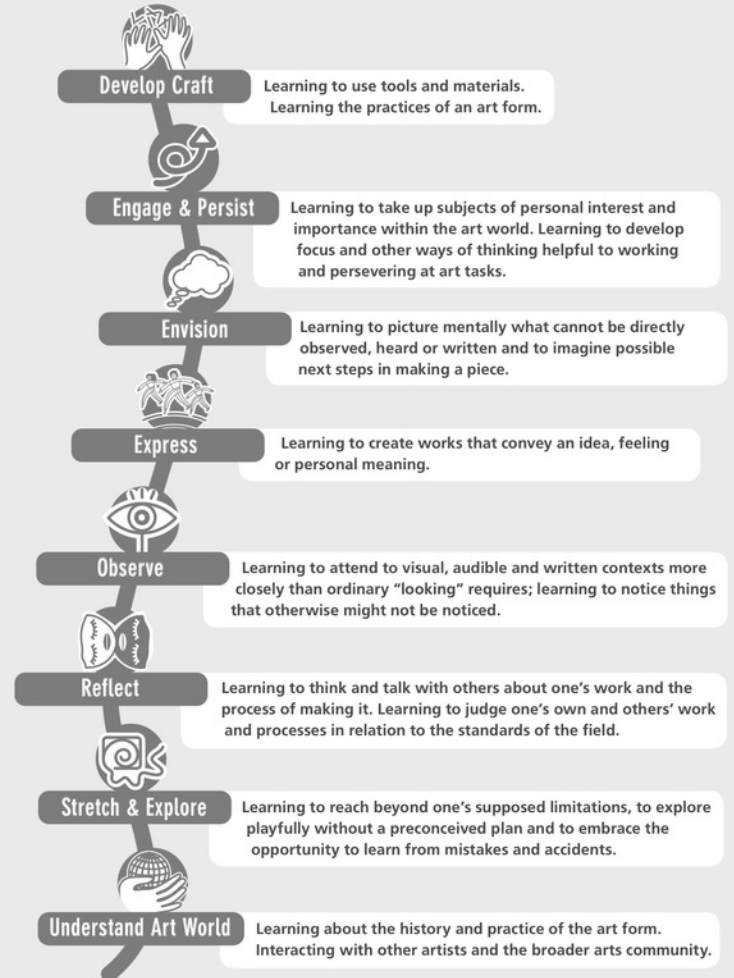 Develop Craft
Learning to use tools and materials.
Learning the practices of an art form.
Engage & Persist
Learning to take up subjects of personal interest and
importance within the art world. Learning to develop
focus and other ways of thinking helpful to working
and persevering at art tasks.
Envision
Learning to picture mentally what cannot be directly
observed, heard or written and to imagine possible
next steps in making a piece.
Express
Learning to create works that convey an idea, feeling
or personal meaning.
Observe
Learning to attend to visual, audible and written contexts more
closely than ordinary “looking” requires; learning to notice things
that otherwise might not be noticed.
Reflect
Learning to think and talk with others about one’s work and the
process of making it. Learning to judge one’s own and others’ work
and processes in relation to the standards of the field.
Stretch & Explore
Learning to reach beyond one’s supposed limitations, to explore
playfully without a preconceived plan and to embrace the
opportunity to learn from mistakes and accidents.
Understand Art World
Learning about the history and practice of the art form.
Interacting with other artists and the broader arts community.